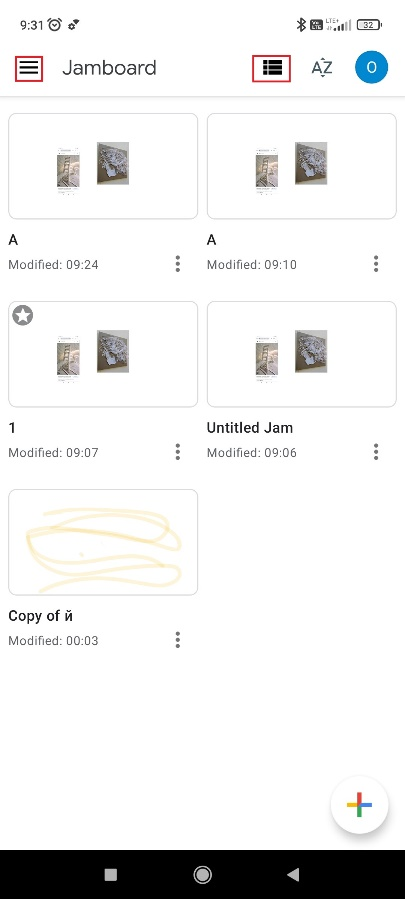 9:31 LTE+ 32
Jamboard AZ O
A A
Modified: 09:24 Modified: 09:10
1 Untitled Jam
Modified: 09:07 Modified: 09:06
Copy of й
Modified: 00:03